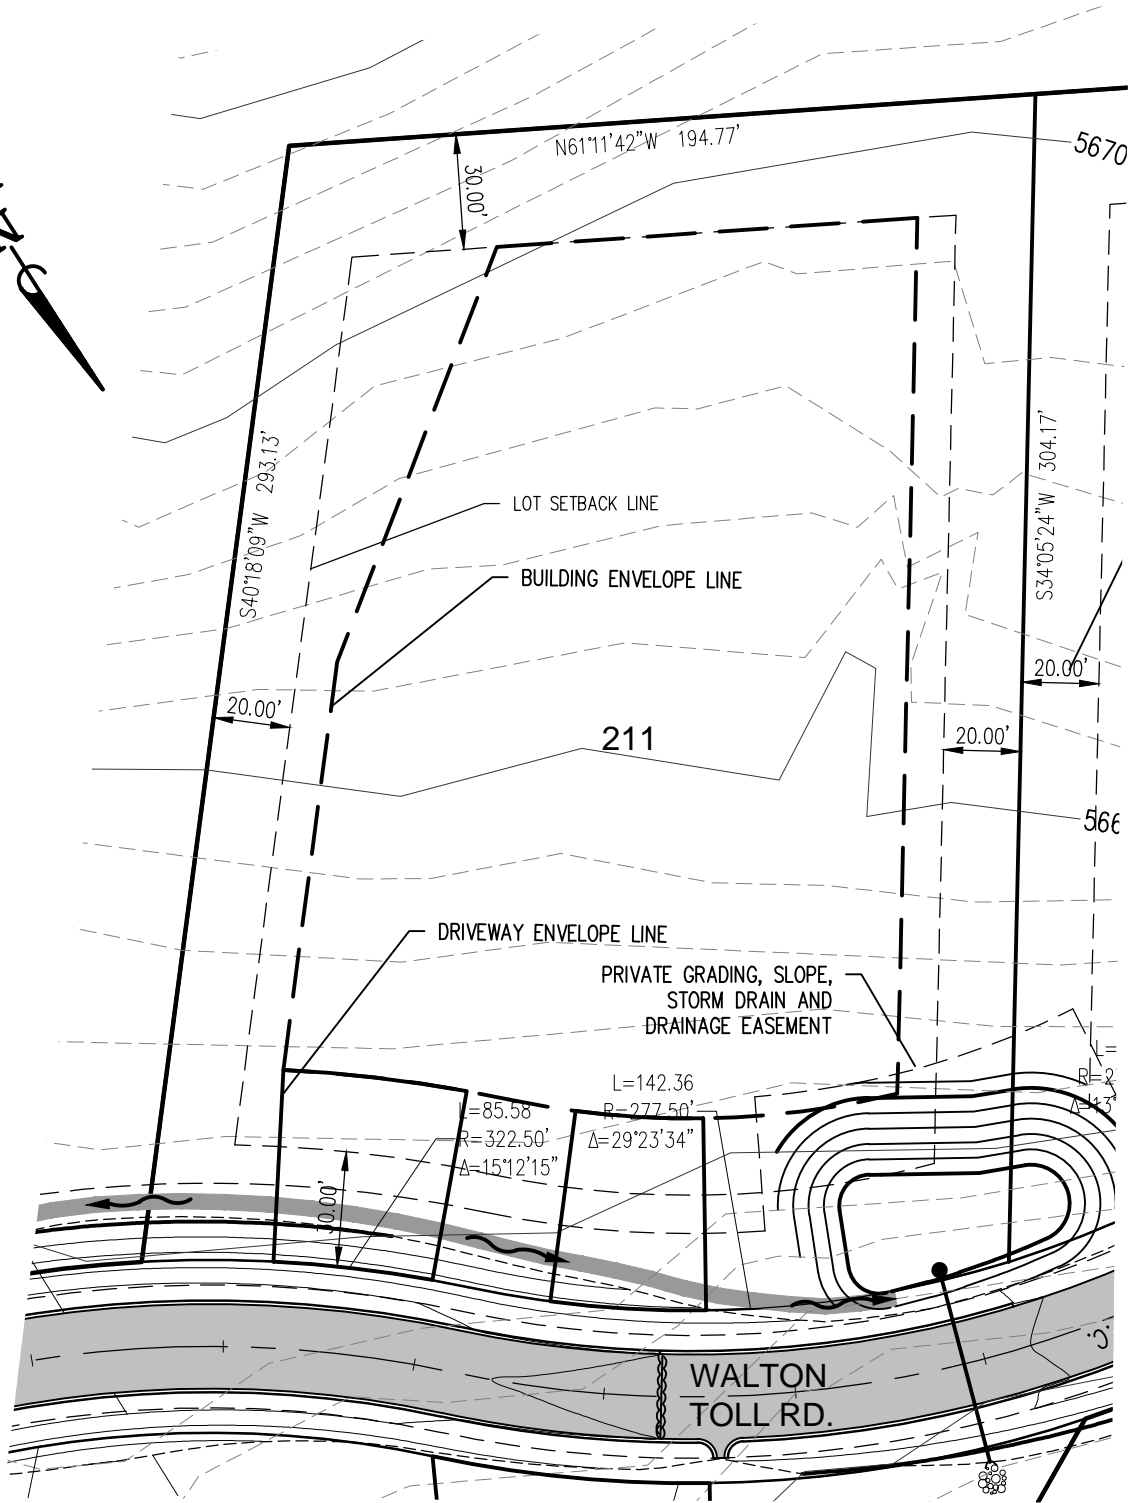 N61°11'42"W 194.77'
5670
30.00'
S40°18'09"W 293.13'
S34°05'24"W 304.17'
LOT SETBACK LINE
BUILDING ENVELOPE LINE
20.00'
20.00'
20.00'
211
566
DRIVEWAY ENVELOPE LINE
PRIVATE GRADING, SLOPE,
STORM DRAIN AND
DRAINAGE EASEMENT
L=142.36
R=277.50'
Δ=29°23'34"
L=85.58
R=322.50'
Δ=15°12'15"
L=
R=2
Δ=13°
30.00'
WALTON
TOLL RD.